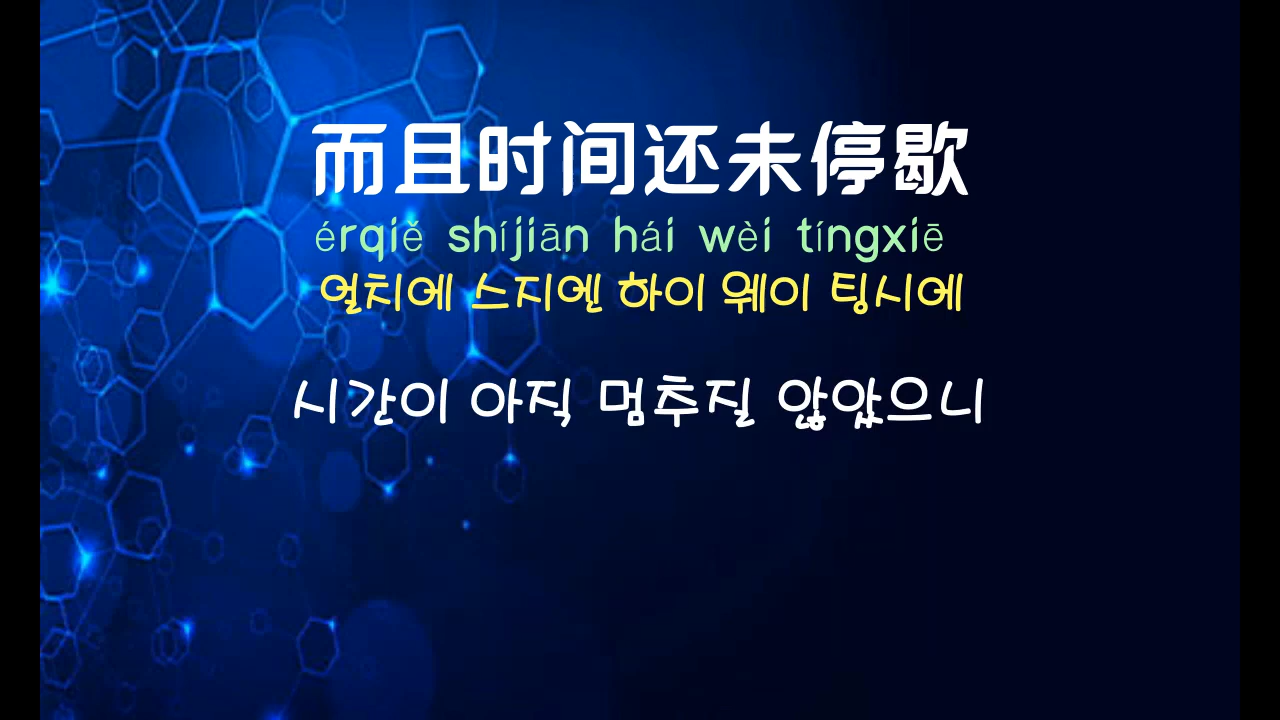 而且时间还未停歇
érqiě shíjiān hái wèi tíngxiē
얼치에 스지엔 하이 웨이 팅시에
시간이 아직 멈추질 않았으니